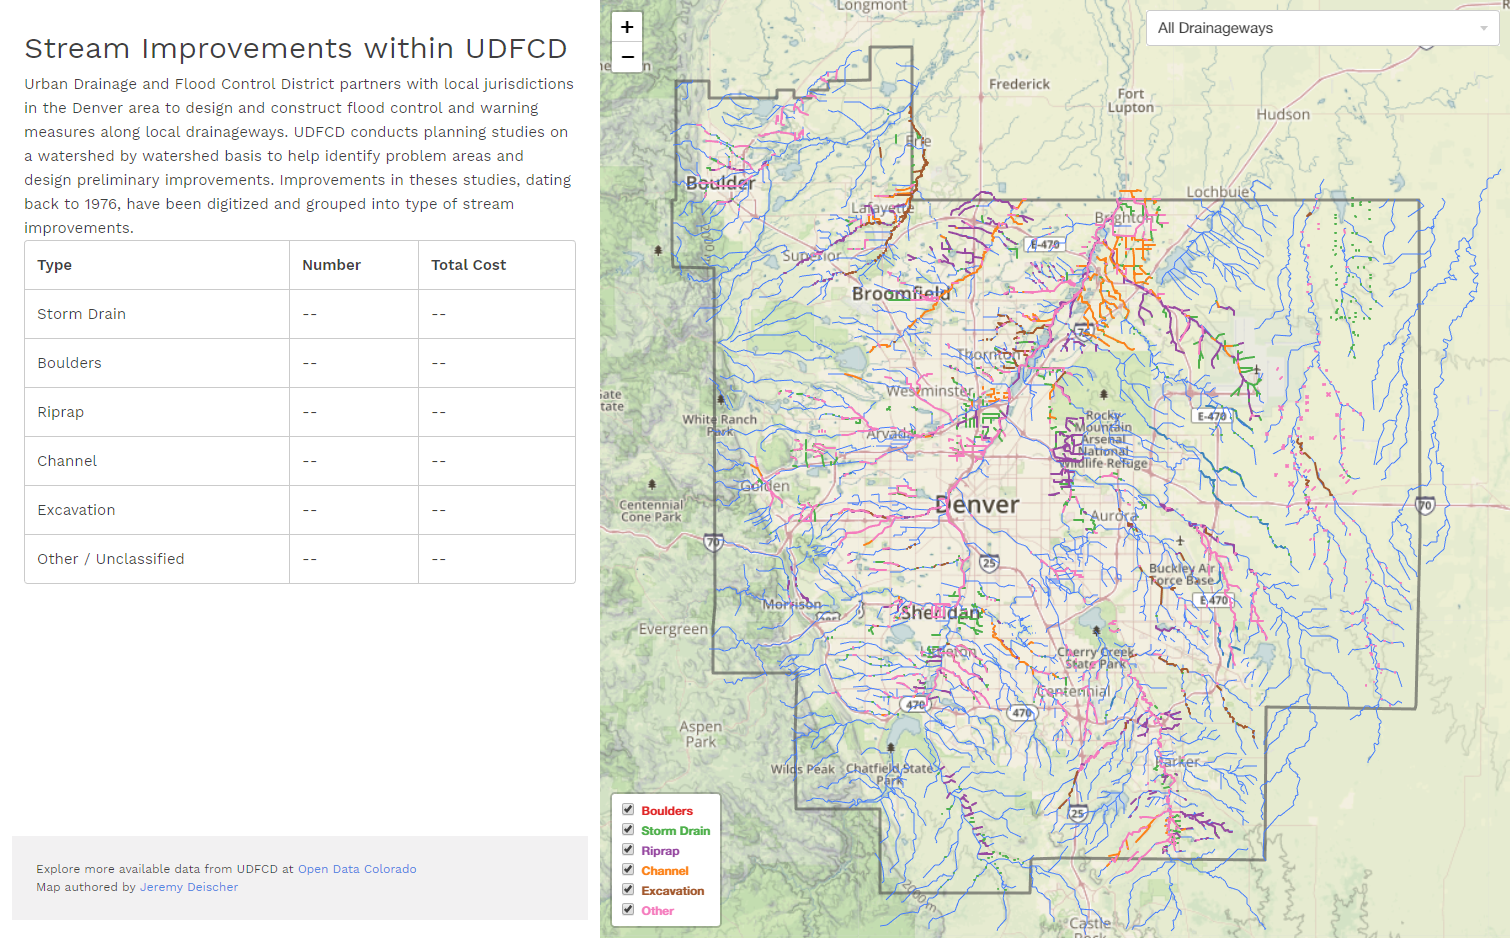 Stream Improvements within UDFCD
Urban Drainage and Flood Control District partners with local jurisdictions
in the Denver area to design and construct flood control and warning
measures along local drainageways. UDFCD conducts planning studies on
a watershed by watershed basis to help identify problem areas and
design preliminary improvements. Improvements in theses studies, dating
back to 1976, have been digitized and grouped into type of stream
improvements.
Type Number Total Cost
Storm Drain -- --
Boulders -- --
Riprap -- --
Channel -- --
Excavation -- --
Other / Unclassified -- --
Explore more available data from UDFCD at Open Data Colorado
Map authored by Jeremy Deischer
+
−
All Drainageways
Longmont
Frederick
Fort
Lupton
Hudson
Erie
Boulder
Lochbuie
Lafayette
Brighton
E-470
Superior
Broomfield
76
Thornton
Westminster
White Ranch
Park
Rocky
Mountain
Arsenal
National
Wildlife Refuge
E-470
Arvada
Golden
Centennial
Cone Park
Denver
70
Aurora
70
25
Buckley Air
Force Base
E-470
Morrison
Sheridan
Evergreen
Littleton
Cherry Creek
State Park
Centennial
470
470
Aspen
Park
Wilds Peak
Chatfield State
Park
Parker
25
2000 m
Castle
Rock
Boulders
Storm Drain
Riprap
Channel
Excavation
Other